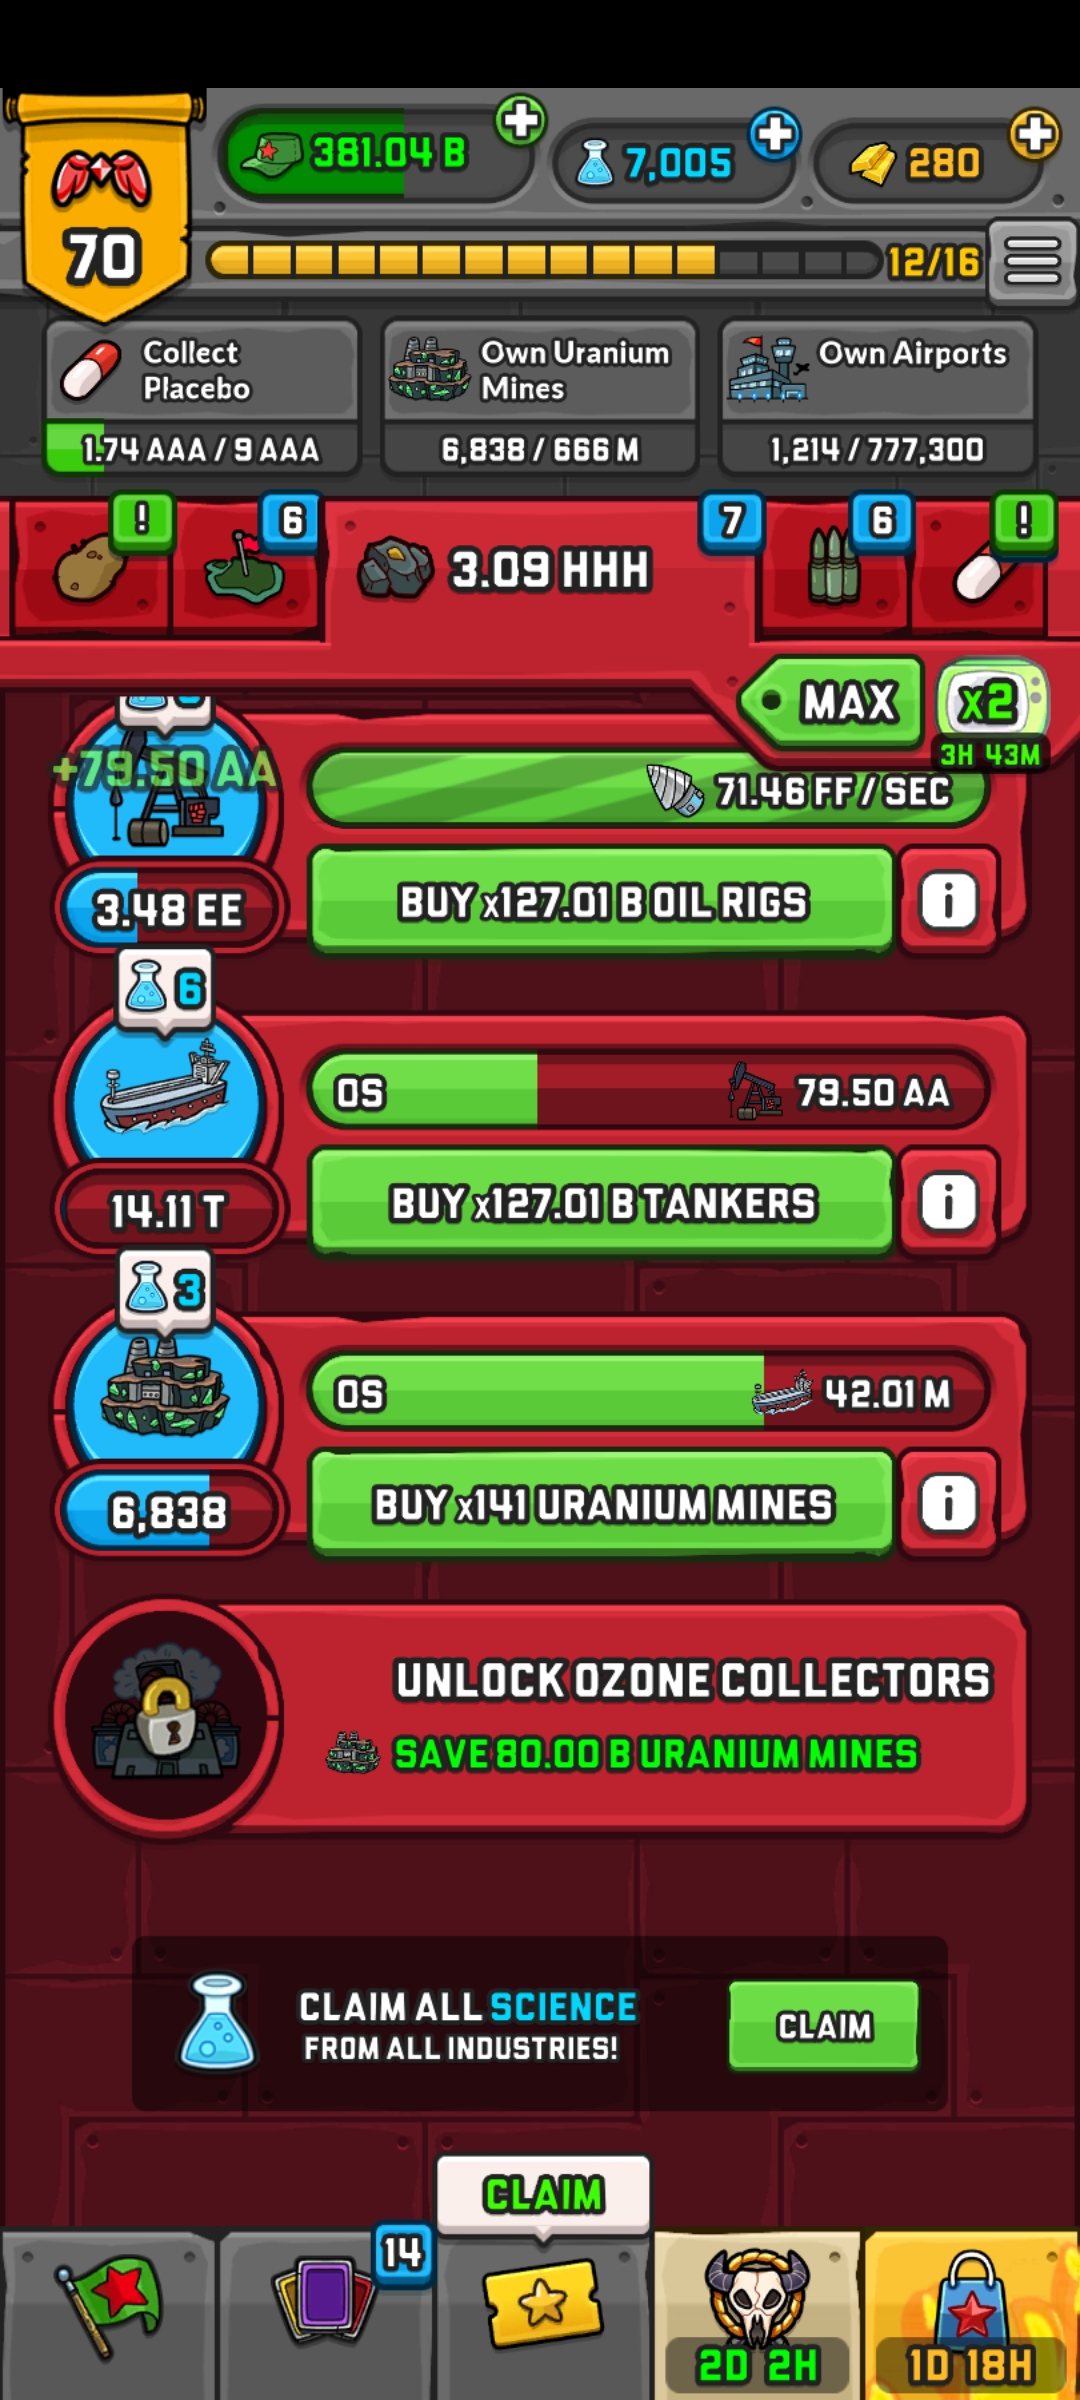 381.04 B
7,005
280
70
12/16
Collect
Placebo
Own Uranium
Mines
Own Airports
1.74 AAA / 9 AAA
6,838 / 666 M
1,214 / 777,300
!
6
3.09 HHH
7
6
!
MAX
x2
3H 43M
+79.50 AA
71.46 FF/SEC
3.48 EE
BUY x127.01 B OIL RIGS
i
6
0S
79.50 AA
14.11 T
BUY x127.01 B TANKERS
i
3
0S
42.01 M
6,838
BUY x141 URANIUM MINES
i
UNLOCK OZONE COLLECTORS
SAVE 80.00 B URANIUM MINES
CLAIM ALL SCIENCE
FROM ALL INDUSTRIES!
CLAIM
CLAIM
14
2D 2H
1D 18H